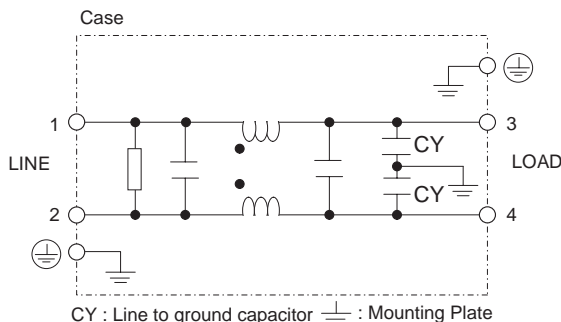 Case
1
3
CY
LINE
LOAD
CY
2
4
CY : Line to ground capacitor : Mounting Plate